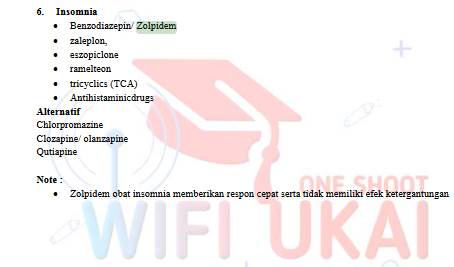 6. Insomnia
• Benzodiazepin/ Zolpidem
• zaleplon,
• eszopiclone
• ramelteon
• tricyclics (TCA)
• Antihistaminicdrugs
Alternatif
Chlorpromazine
Clozapine/ olanzapine
Qutiapine
Note :
• Zolpidem obat insomnia memberikan respon cepat serta tidak memiliki efek ketergantungan
ONE SHOOT
WIFI UKAI